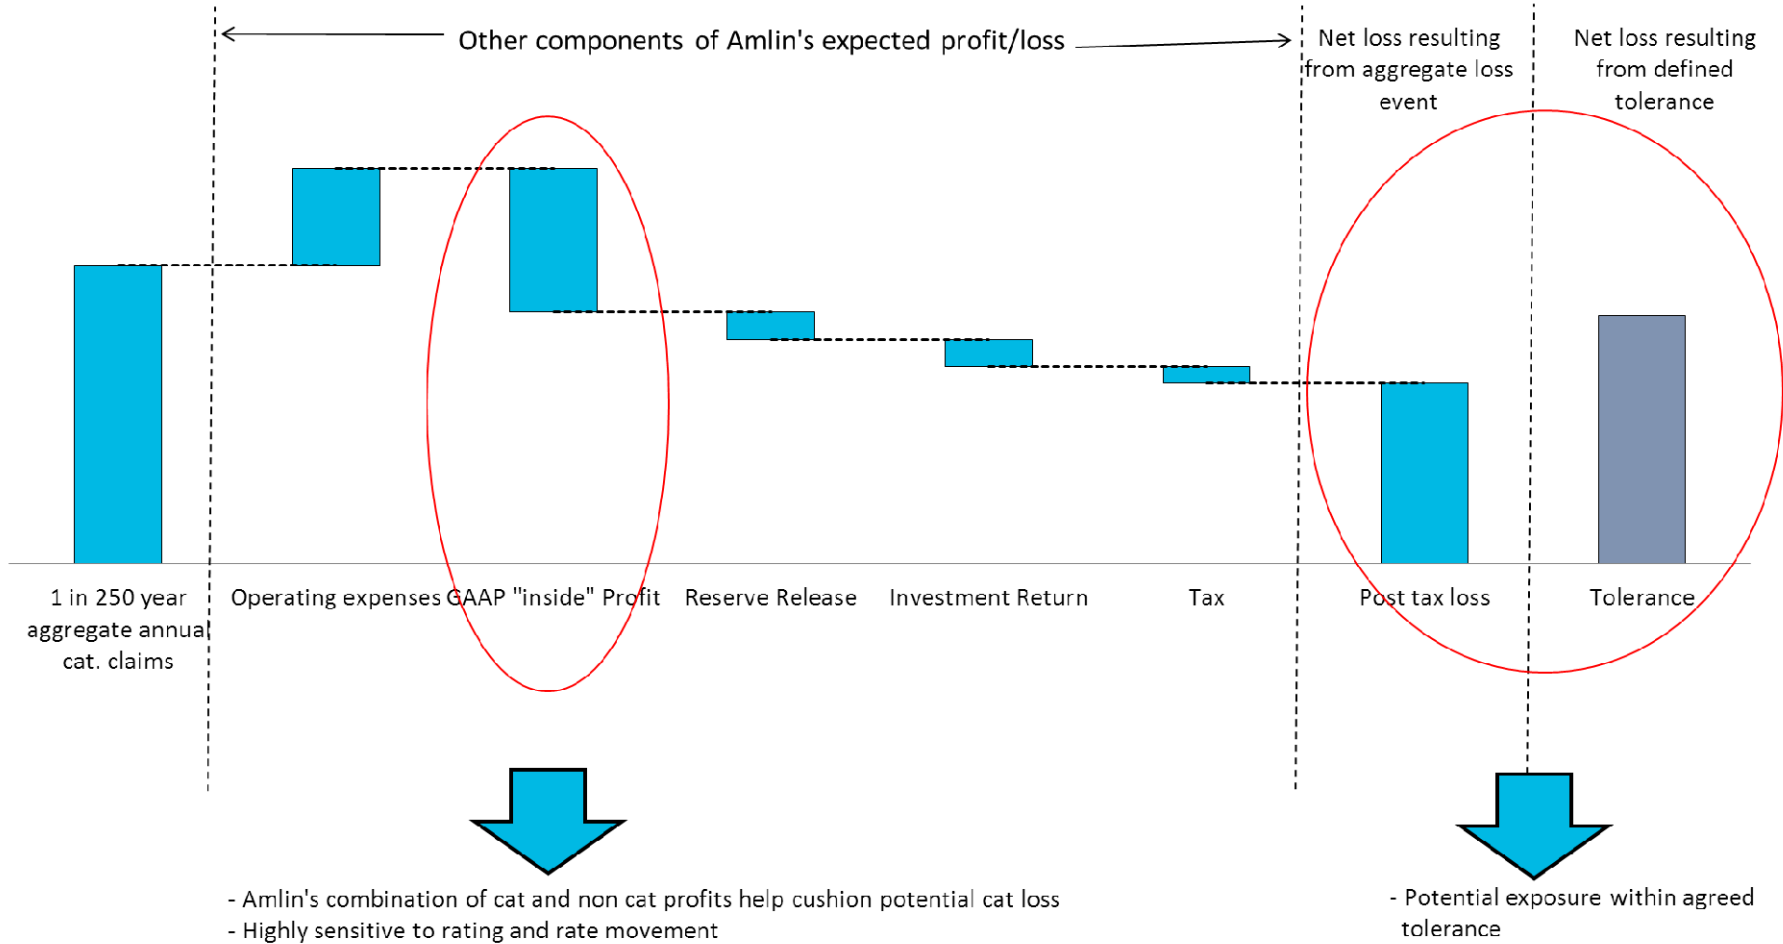 Other components of Amlin's expected profit/loss
Net loss resulting
from aggregate loss
event
Net loss resulting
from defined
tolerance
1 in 250 year
aggregate annual
cat. claims
Operating expenses
GAAP "inside" Profit
Reserve Release
Investment Return
Tax
Post tax loss
Tolerance
- Amlin's combination of cat and non cat profits help cushion potential cat loss
- Highly sensitive to rating and rate movement
- Potential exposure within agreed
tolerance